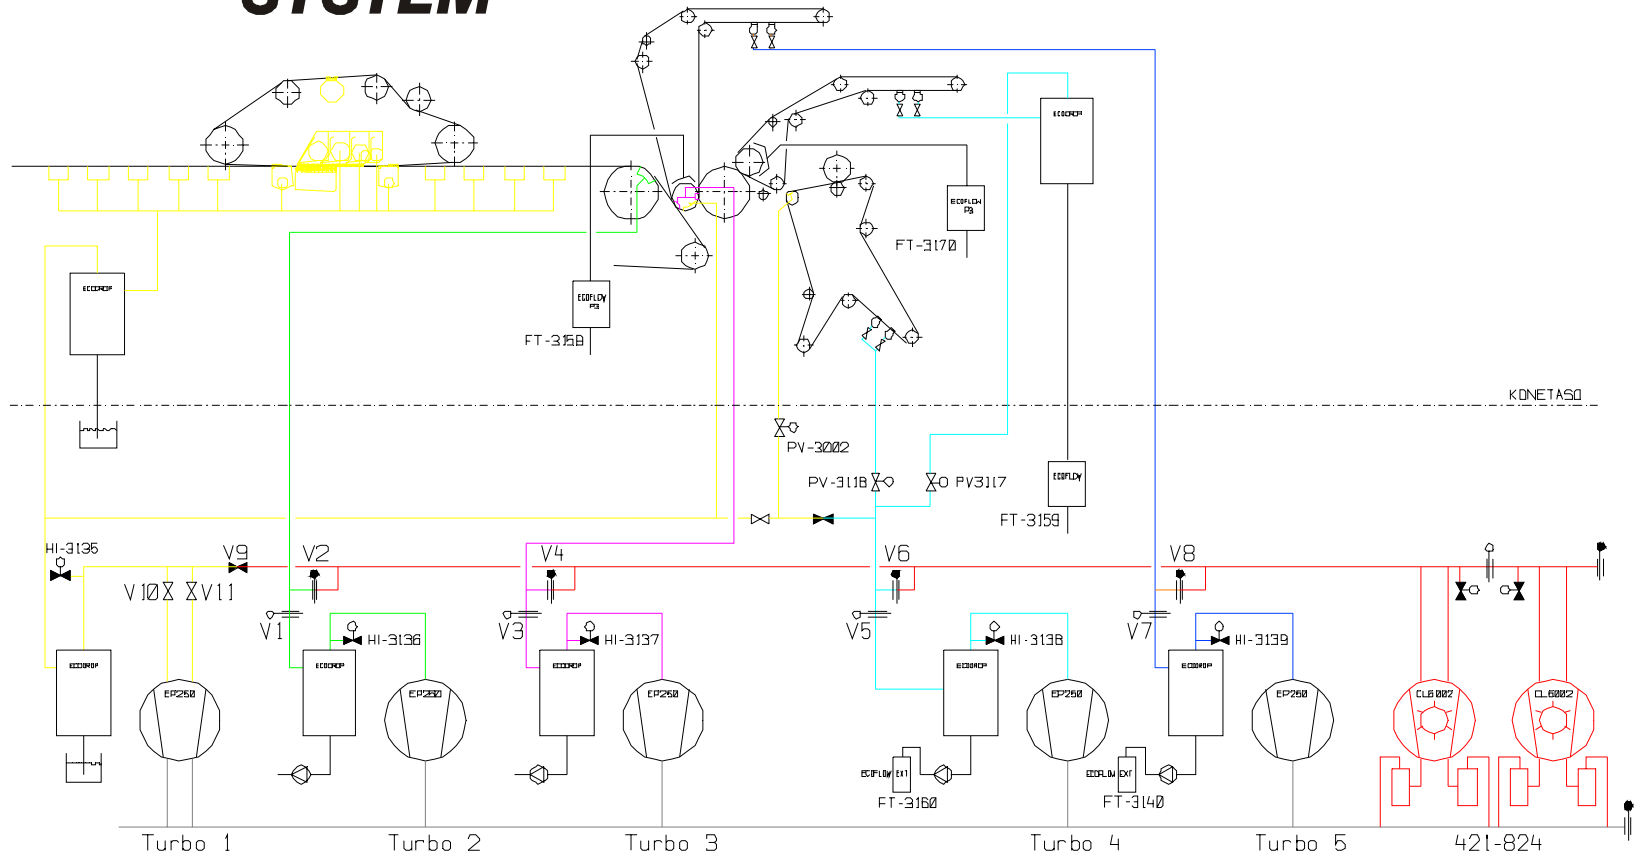 SYSTEM
ECODROP
ECODROP
ECOFLOW
P3
FT-3170
ECOFLOW
P3
FT-3158
KONETASO
PV-3002
PV-3118
PV3117
ECOFLOW
FT-3159
HI-3135
V9
V2
V4
V6
V8
V10
V11
V1
V3
V5
V7
HI-3136
HI-3137
HI-3138
HI-3139
ECODROP
ECODROP
ECODROP
ECODROP
ECODROP
EP250
EP250
EP250
EP250
EP250
CL6002
CL6002
ECOFLOW EXT
FT-3160
ECOFLOW EXT
FT-3140
Turbo 1
Turbo 2
Turbo 3
Turbo 4
Turbo 5
421-824